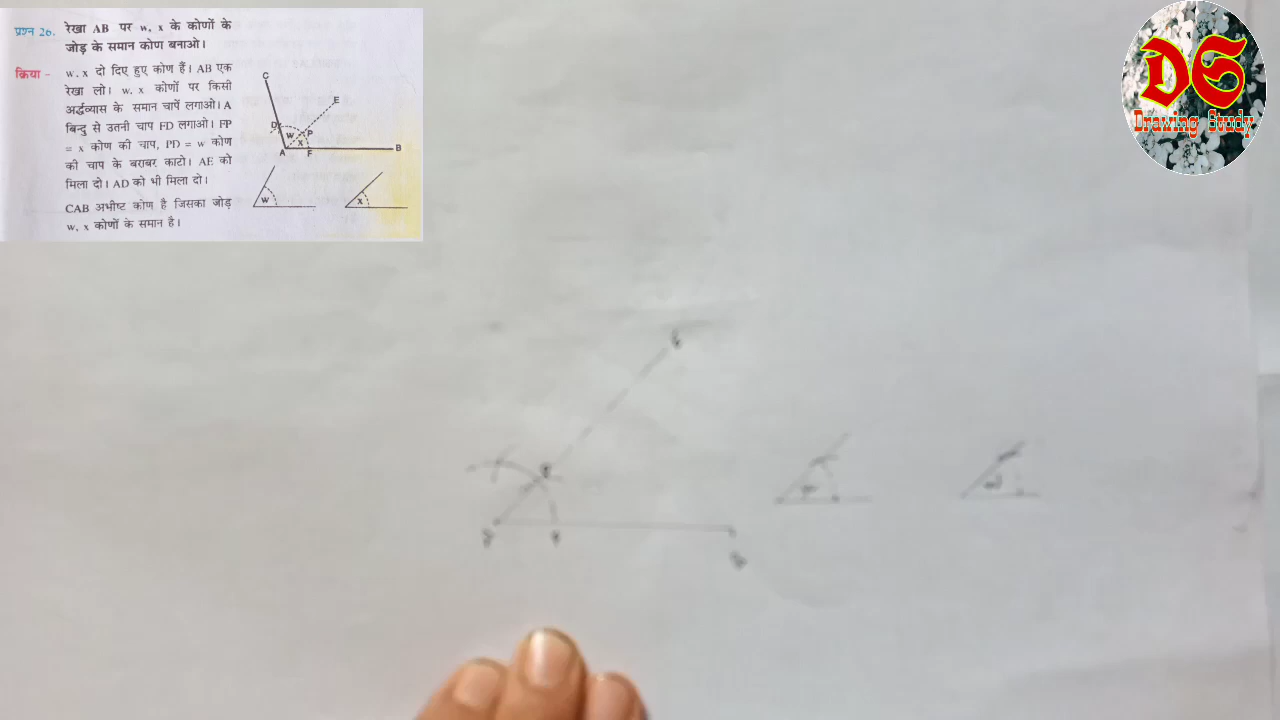 प्रश्न 26. रेखा AB पर w, x के कोणों के
जोड़ के समान कोण बनाओ।
क्रिया - w, x दो दिए हुए कोण हैं। AB एक
रेखा लो। w, x कोणों पर किसी
अर्द्धव्यास के समान चापें लगाओ। A
बिन्दु से उतनी चाप FD लगाओ। FP
= x कोण की चाप, PD = w कोण
की चाप के बराबर काटो। AE को
मिला दो। AD को भी मिला दो।
CAB अभीष्ट कोण है जिसका जोड़
w, x कोणों के समान है।
C
E
D
W
P
X
A
F
B
w
x
DS
Drawing Study